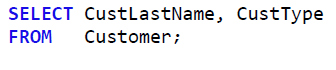 SELECT CustLastName, CustType
FROM   Customer;